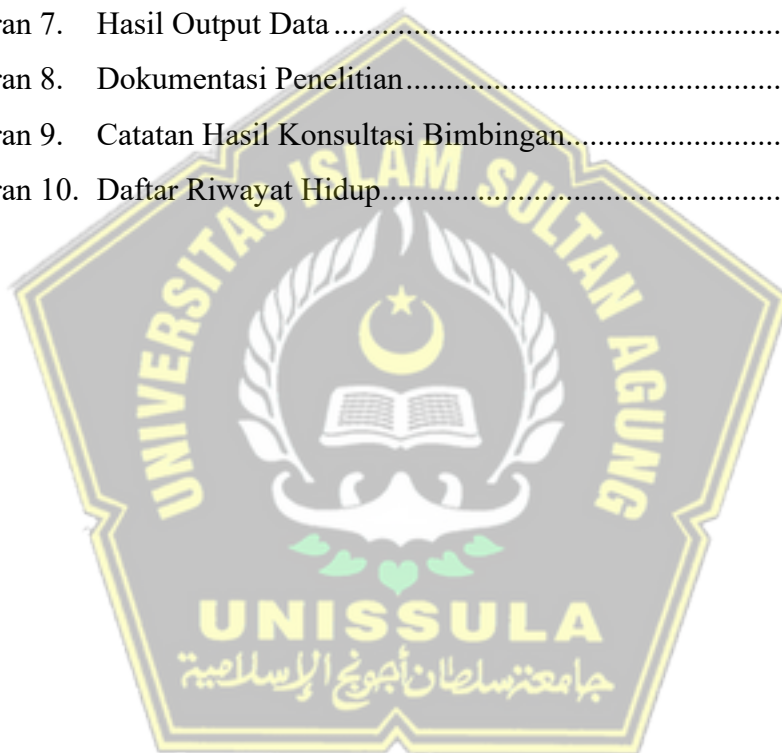 ran 7. Hasil Output Data ................................................................
ran 8. Dokumentasi Penelitian ................................................................
ran 9. Catatan Hasil Konsultasi Bimbingan ................................................................
ran 10. Daftar Riwayat Hidup ................................................................
UNIVERSITAS ISLAM SULTAN AGUNG
UNISSULA
جامعة سلطان أجونج الإسلامية